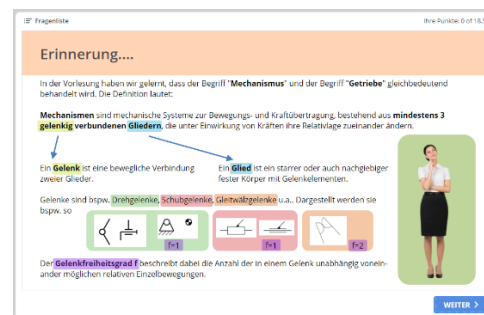 Fragenliste
Ihre Punkte: 0 of 18.5
Erinnerung....
In der Vorlesung haben wir gelernt, dass der Begriff "Mechanismus" und der Begriff "Getriebe" gleichbedeutend
behandelt wird. Die Definition lautet:
Mechanismen sind mechanische Systeme zur Bewegungs- und Kraftübertragung, bestehend aus mindestens 3
gelenkig verbundenen Gliedern, die unter Einwirkung von Kräften ihre Relativlage zueinander ändern.
Ein Gelenk ist eine bewegliche Verbindung
zweier Glieder.
Ein Glied ist ein starrer oder auch nachgiebiger
fester Körper mit Gelenkelementen.
Gelenke sind bspw. Drehgelenke, Schubgelenke, Gleitwälzgelenke u.a.. Dargestellt werden sie
bspw. so
f=1
f=1
f=2
Der Gelenkfreiheitsgrad f beschreibt dabei die Anzahl der in einem Gelenk unabhängig vonein-
ander möglichen relativen Einzelbewegungen.
WEITER